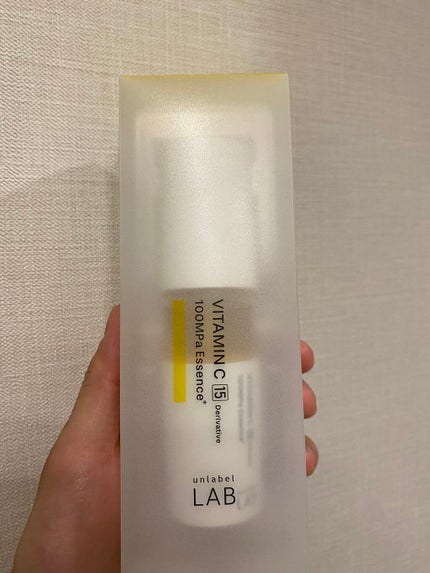 VITAMIN C 15 Derivative
100MPa Essence*
unlabel
LAB